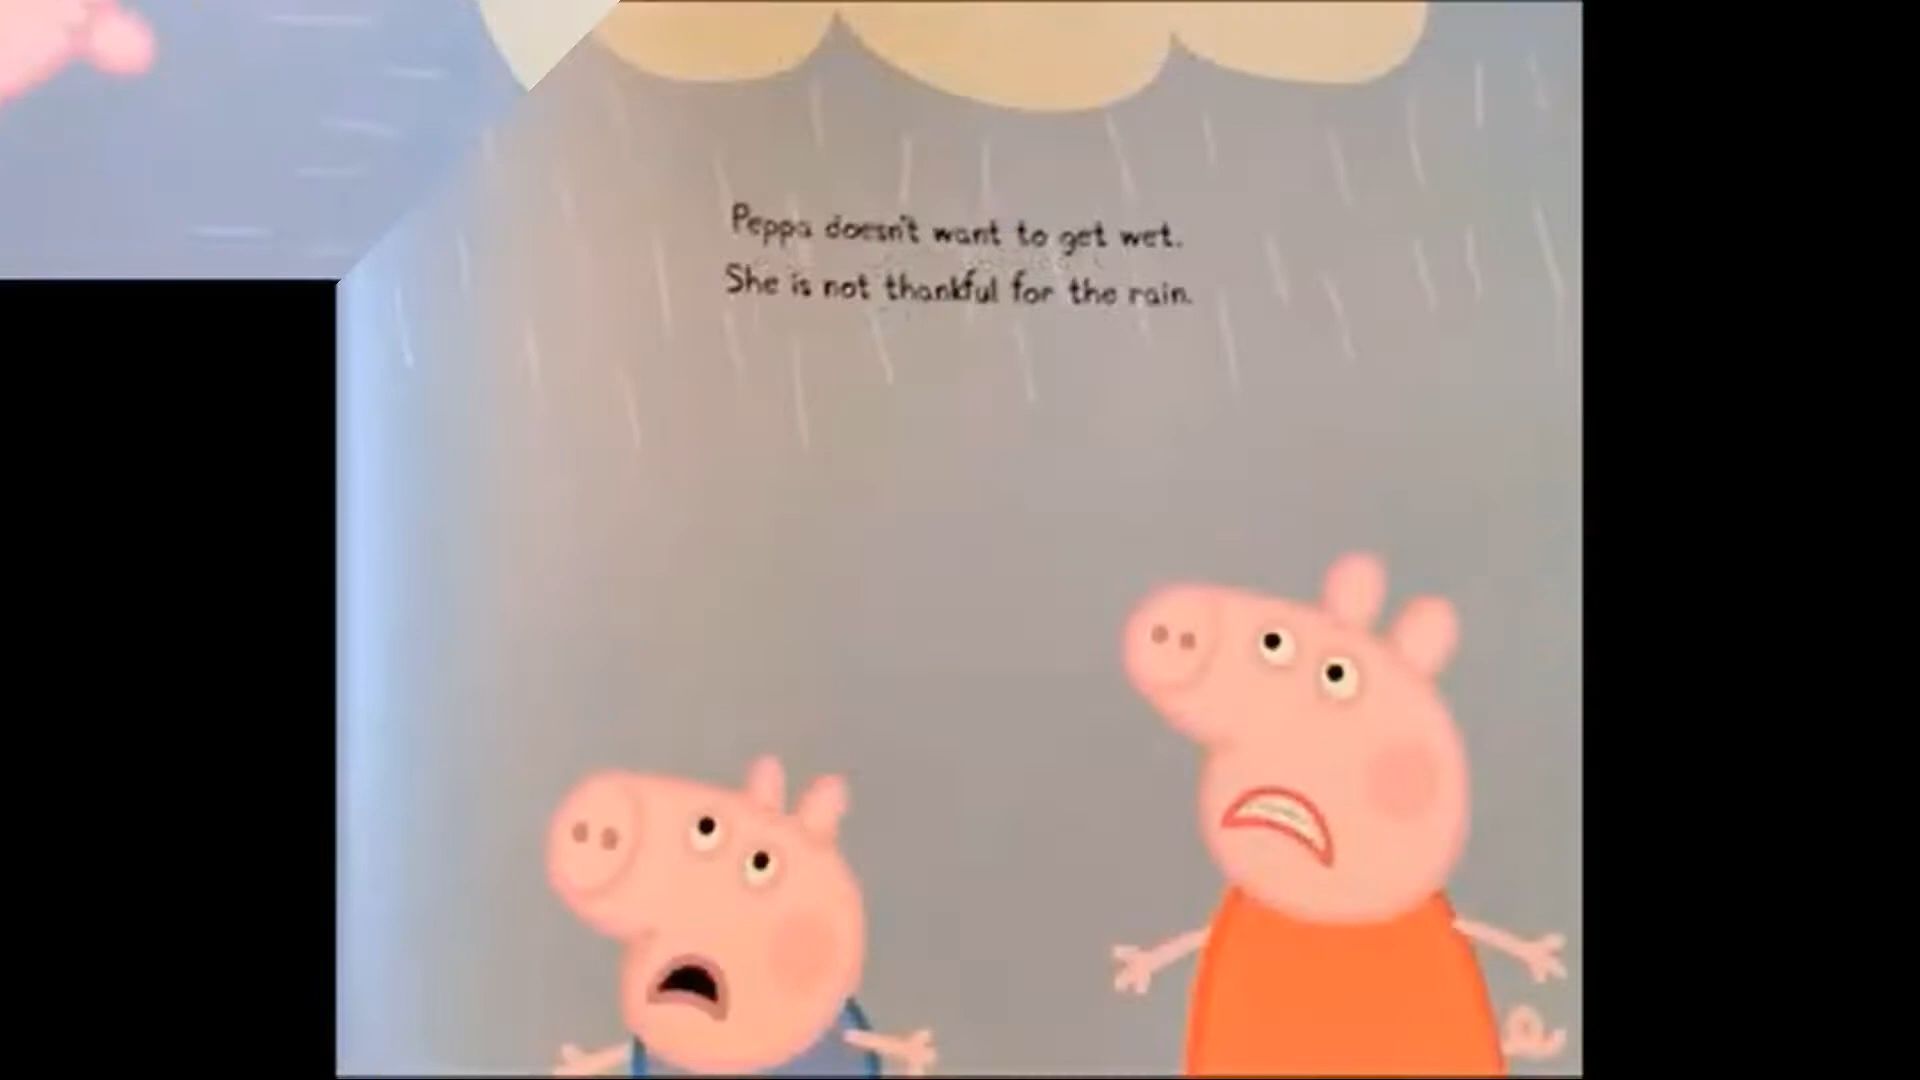 Peppa doesn't want to get wet.
She is not thankful for the rain.